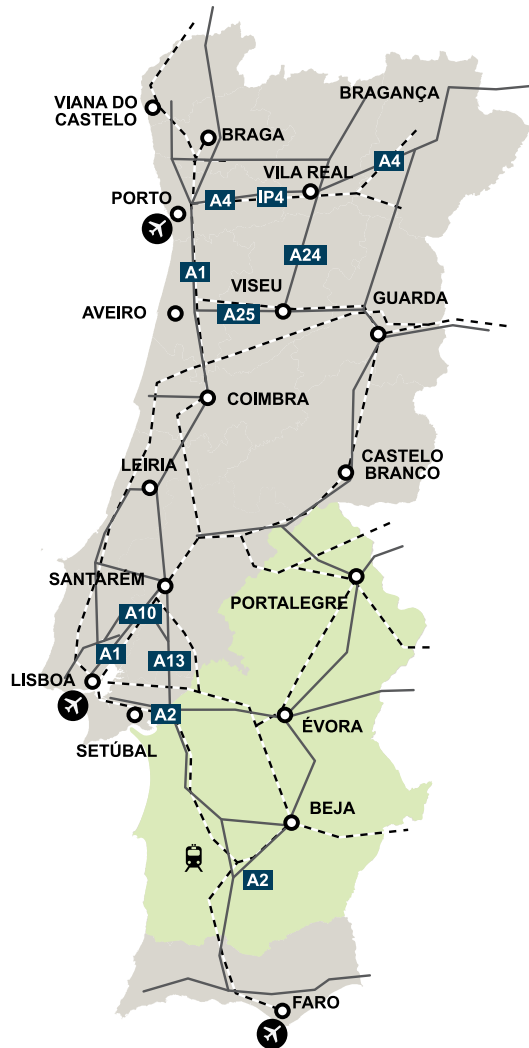 BRAGANÇA
VIANA DO
CASTELO
BRAGA
A4
VILA REAL
IP4
A4
PORTO
A24
A1
VISEU
GUARDA
AVEIRO
A25
COIMBRA
CASTELO
BRANCO
LEIRIA
SANTARÉM
PORTALEGRE
A10
A1
A13
LISBOA
A2
ÉVORA
SETÚBAL
BEJA
A2
FARO